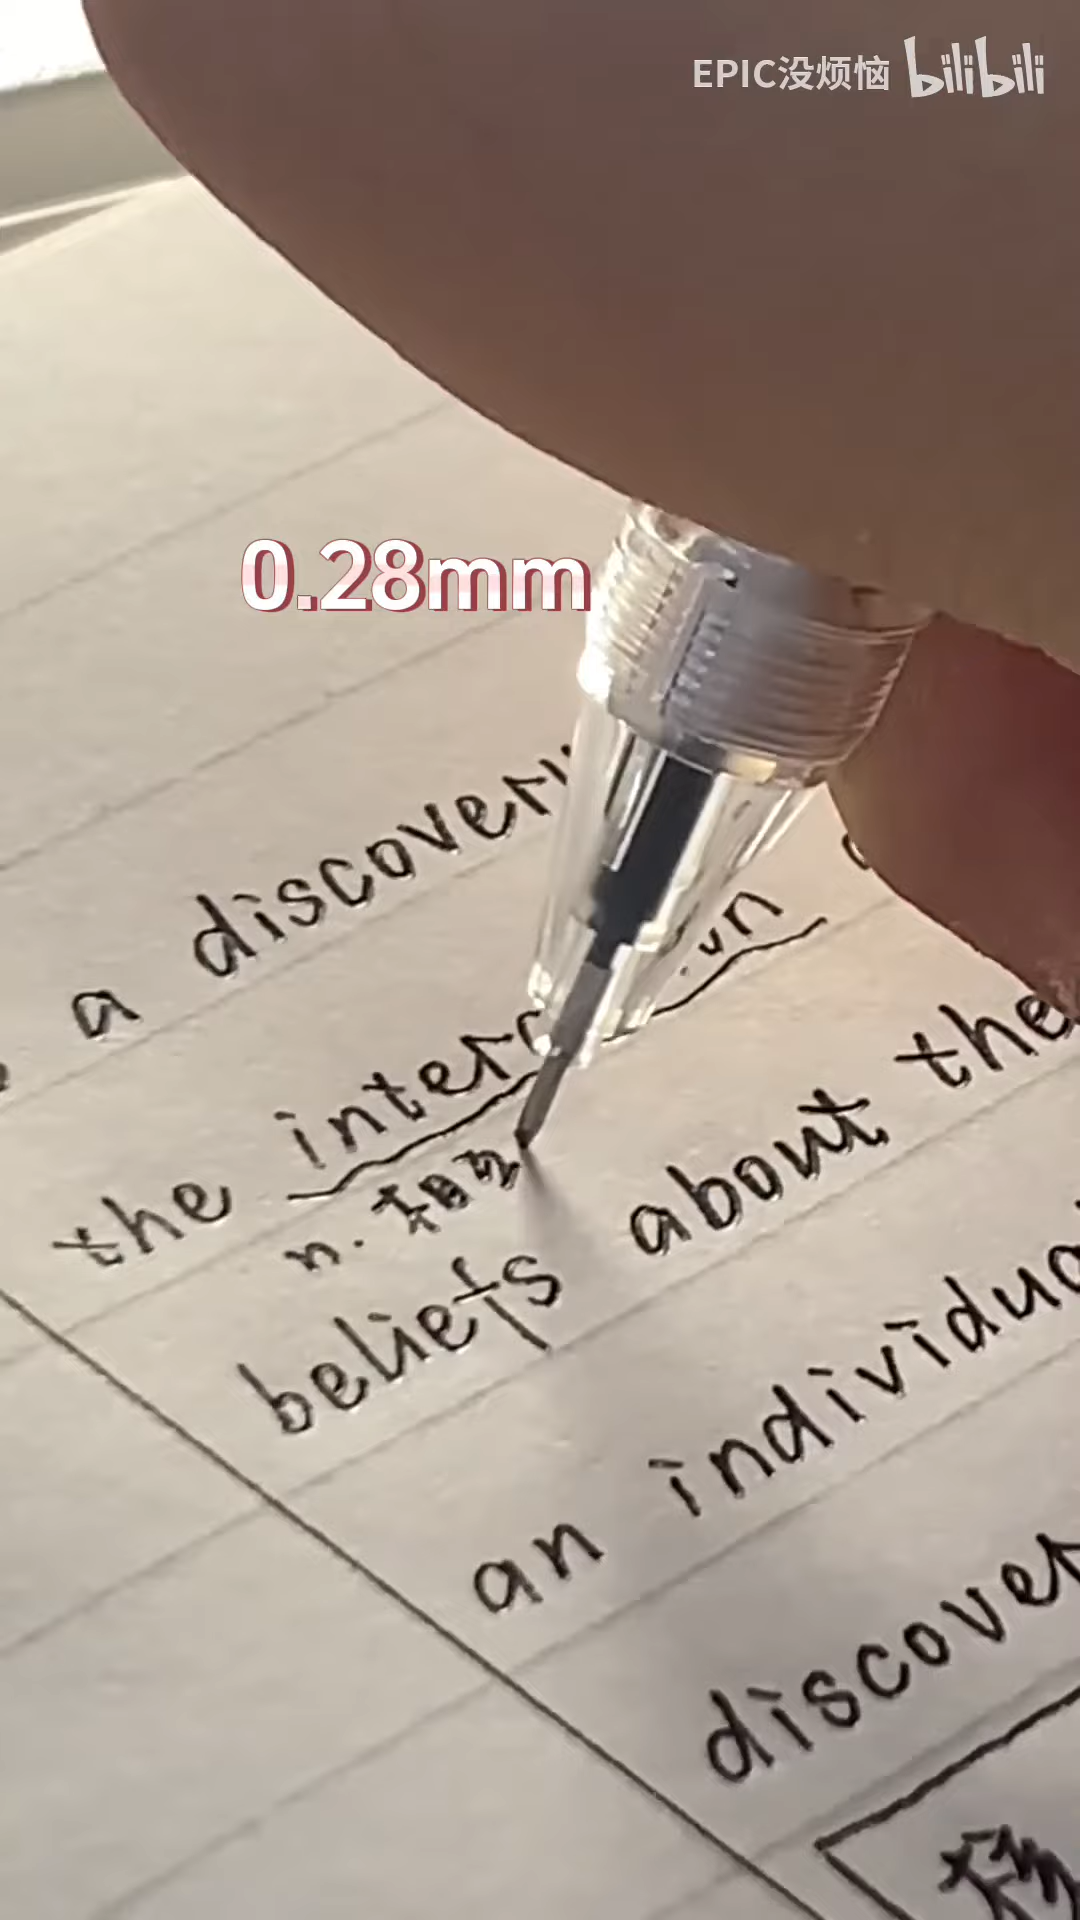 EPIC没烦恼 bilibili
0.28mm
a discover
the inter
n. 相互
beliefs about the
an individua
discover